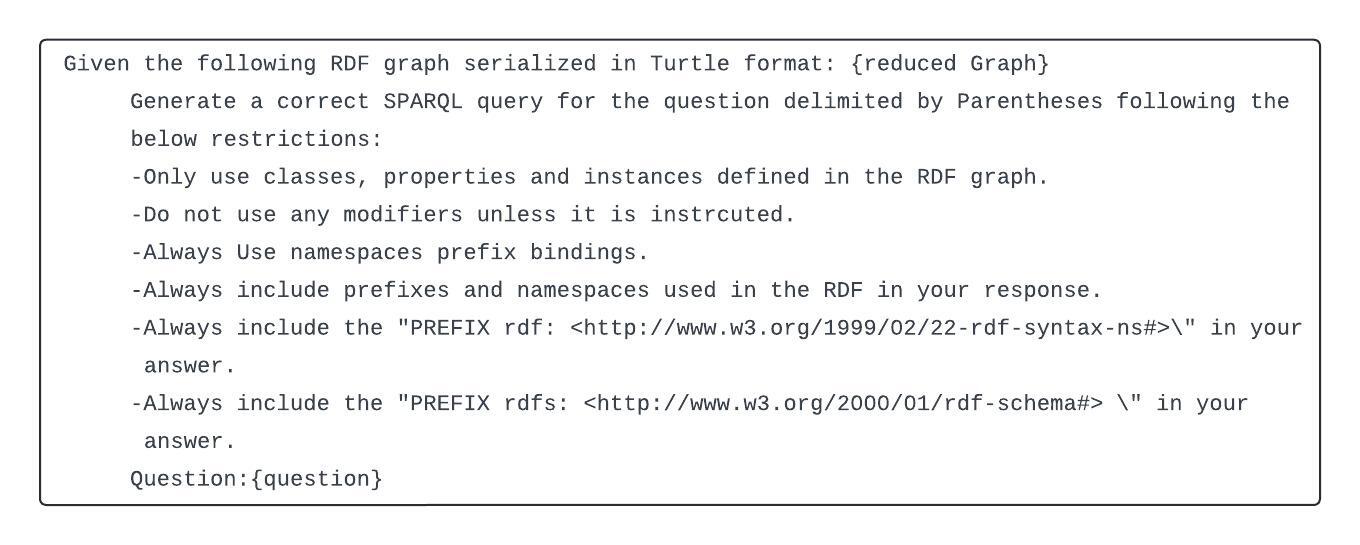 Given the following RDF graph serialized in Turtle format: {reduced Graph}
Generate a correct SPARQL query for the question delimited by Parentheses following the
below restrictions:
-Only use classes, properties and instances defined in the RDF graph.
-Do not use any modifiers unless it is instrcuted.
-Always Use namespaces prefix bindings.
-Always include prefixes and namespaces used in the RDF in your response.
-Always include the "PREFIX rdf: <http://www.w3.org/1999/02/22-rdf-syntax-ns#>\" in your
answer.
-Always include the "PREFIX rdfs: <http://www.w3.org/2000/01/rdf-schema#> \" in your
answer.
Question:{question}